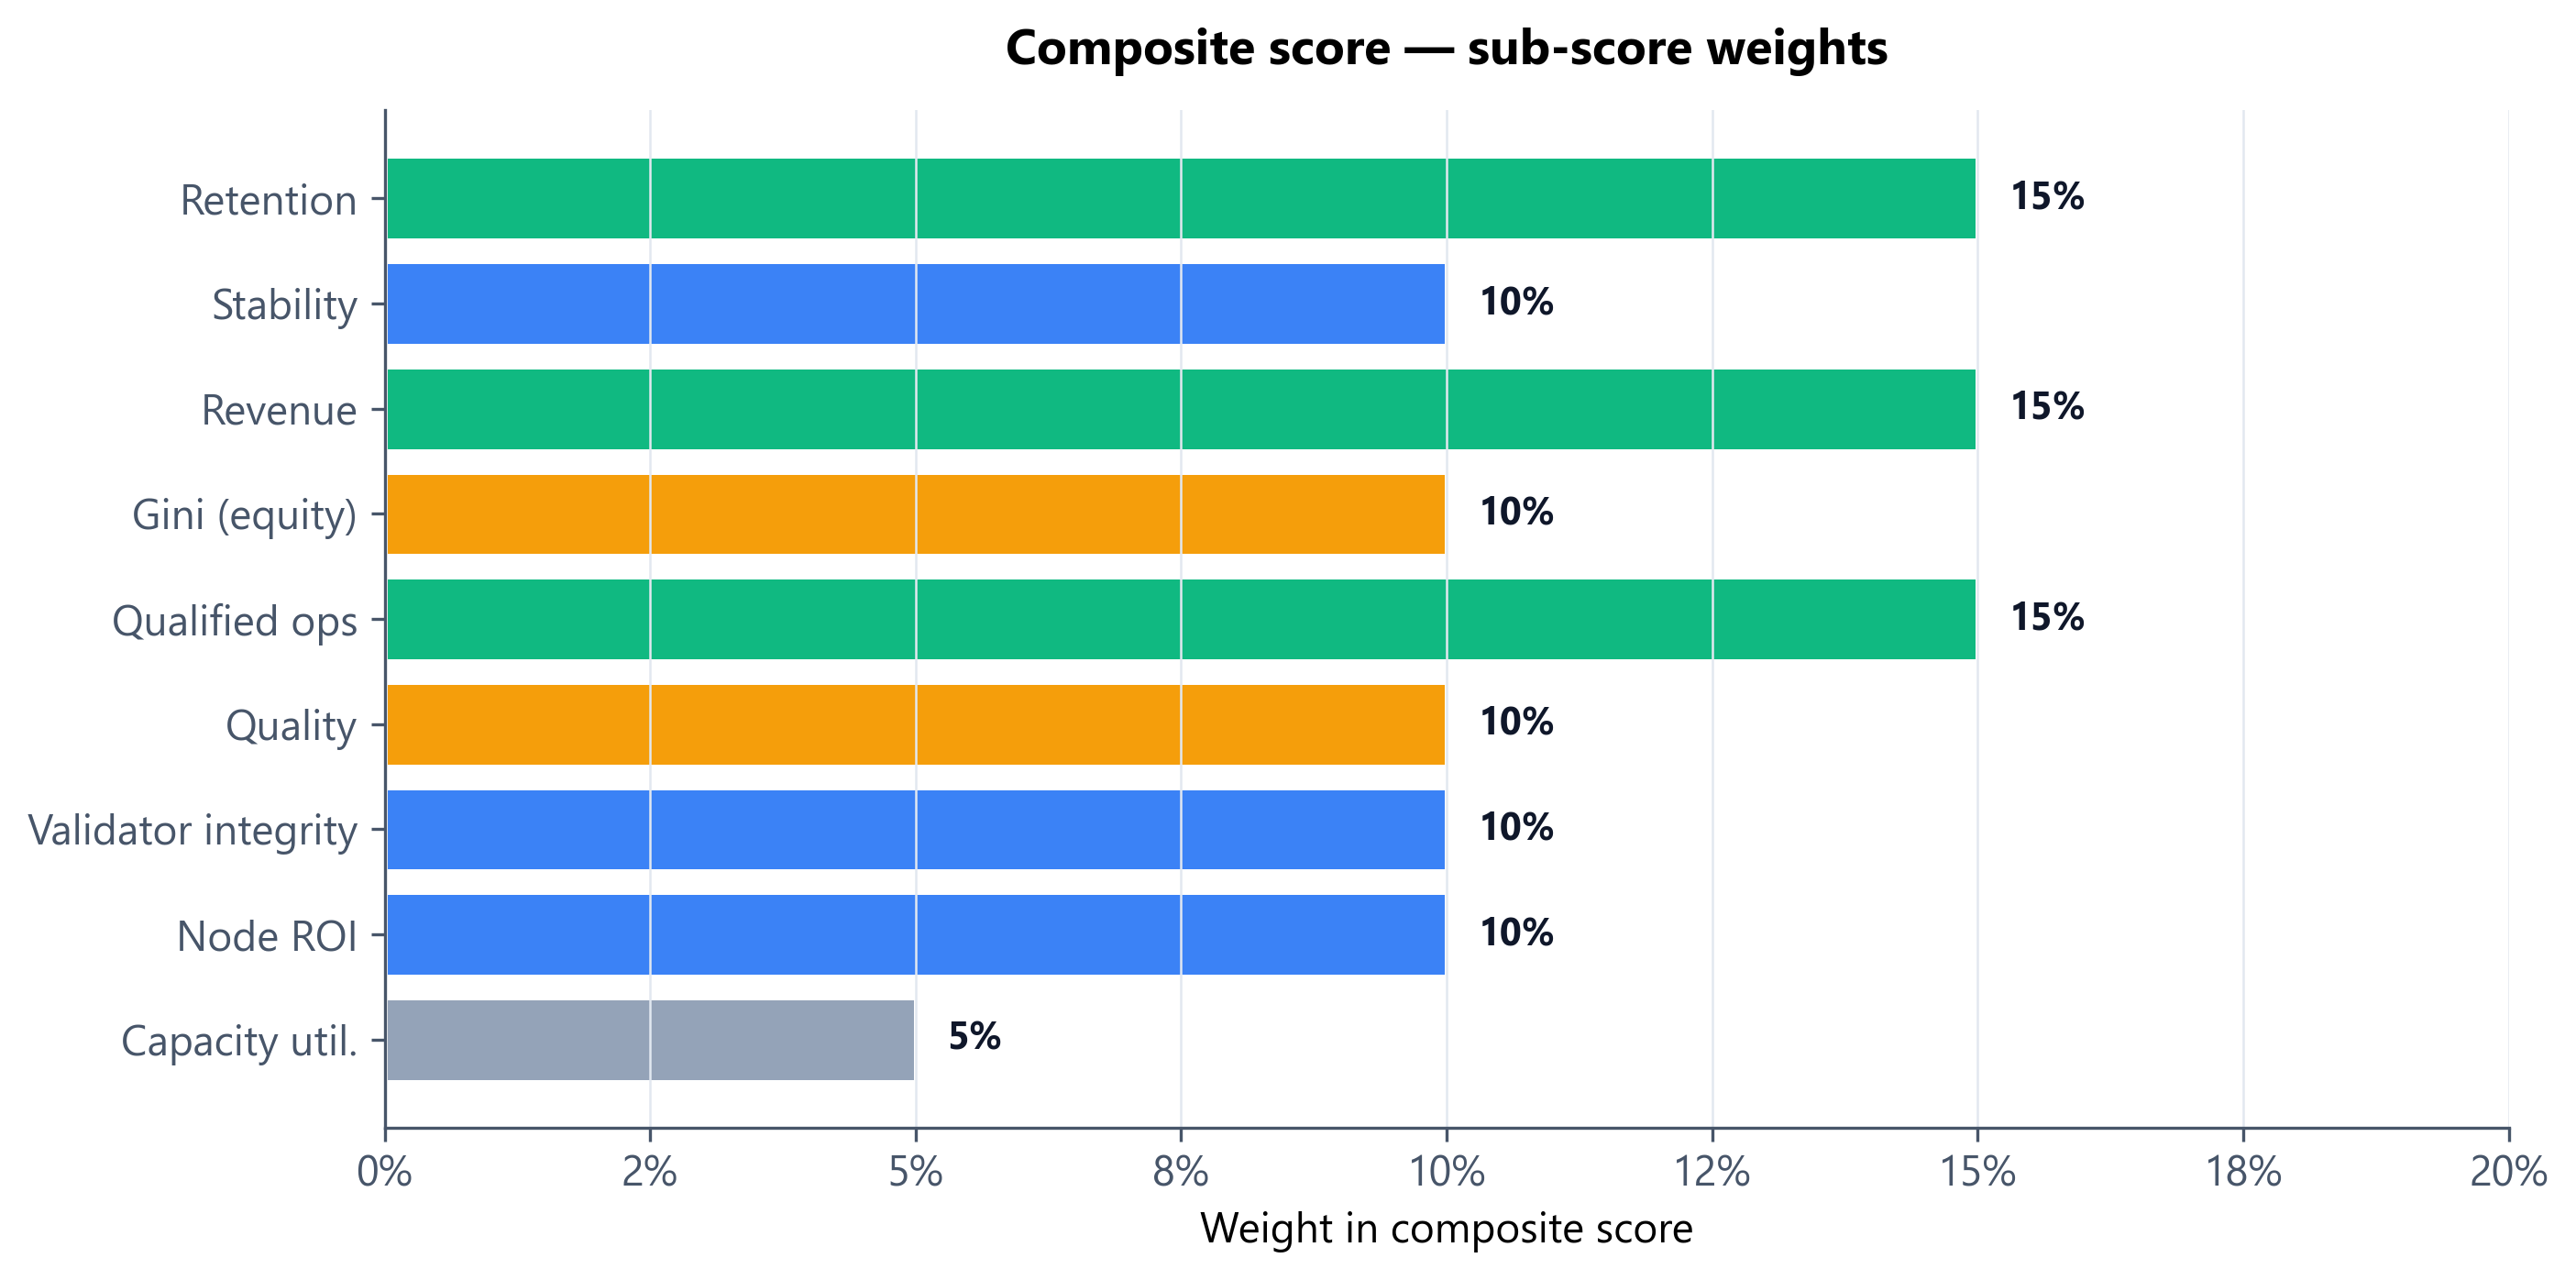 Composite score — sub-score weights
Retention 15%
Stability 10%
Revenue 15%
Gini (equity) 10%
Qualified ops 15%
Quality 10%
Validator integrity 10%
Node ROI 10%
Capacity util. 5%
0% 2% 5% 8% 10% 12% 15% 18% 20%
Weight in composite score